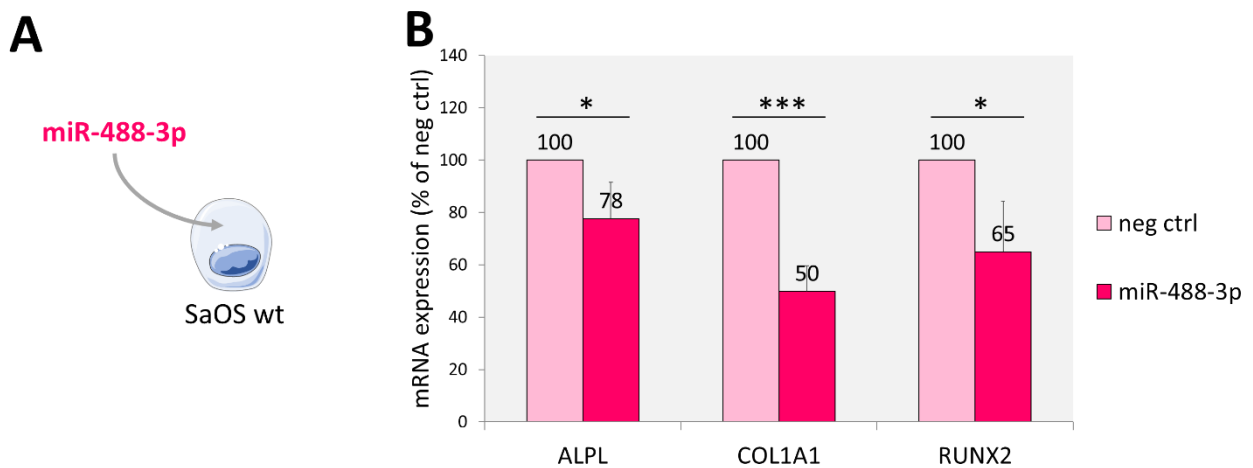 A
miR-488-3p
SaOS wt
B
mRNA expression (% of neg ctrl)
140
120
100
80
60
40
20
0
*
***
*
100
78
100
50
100
65
ALPL
COL1A1
RUNX2
neg ctrl
miR-488-3p